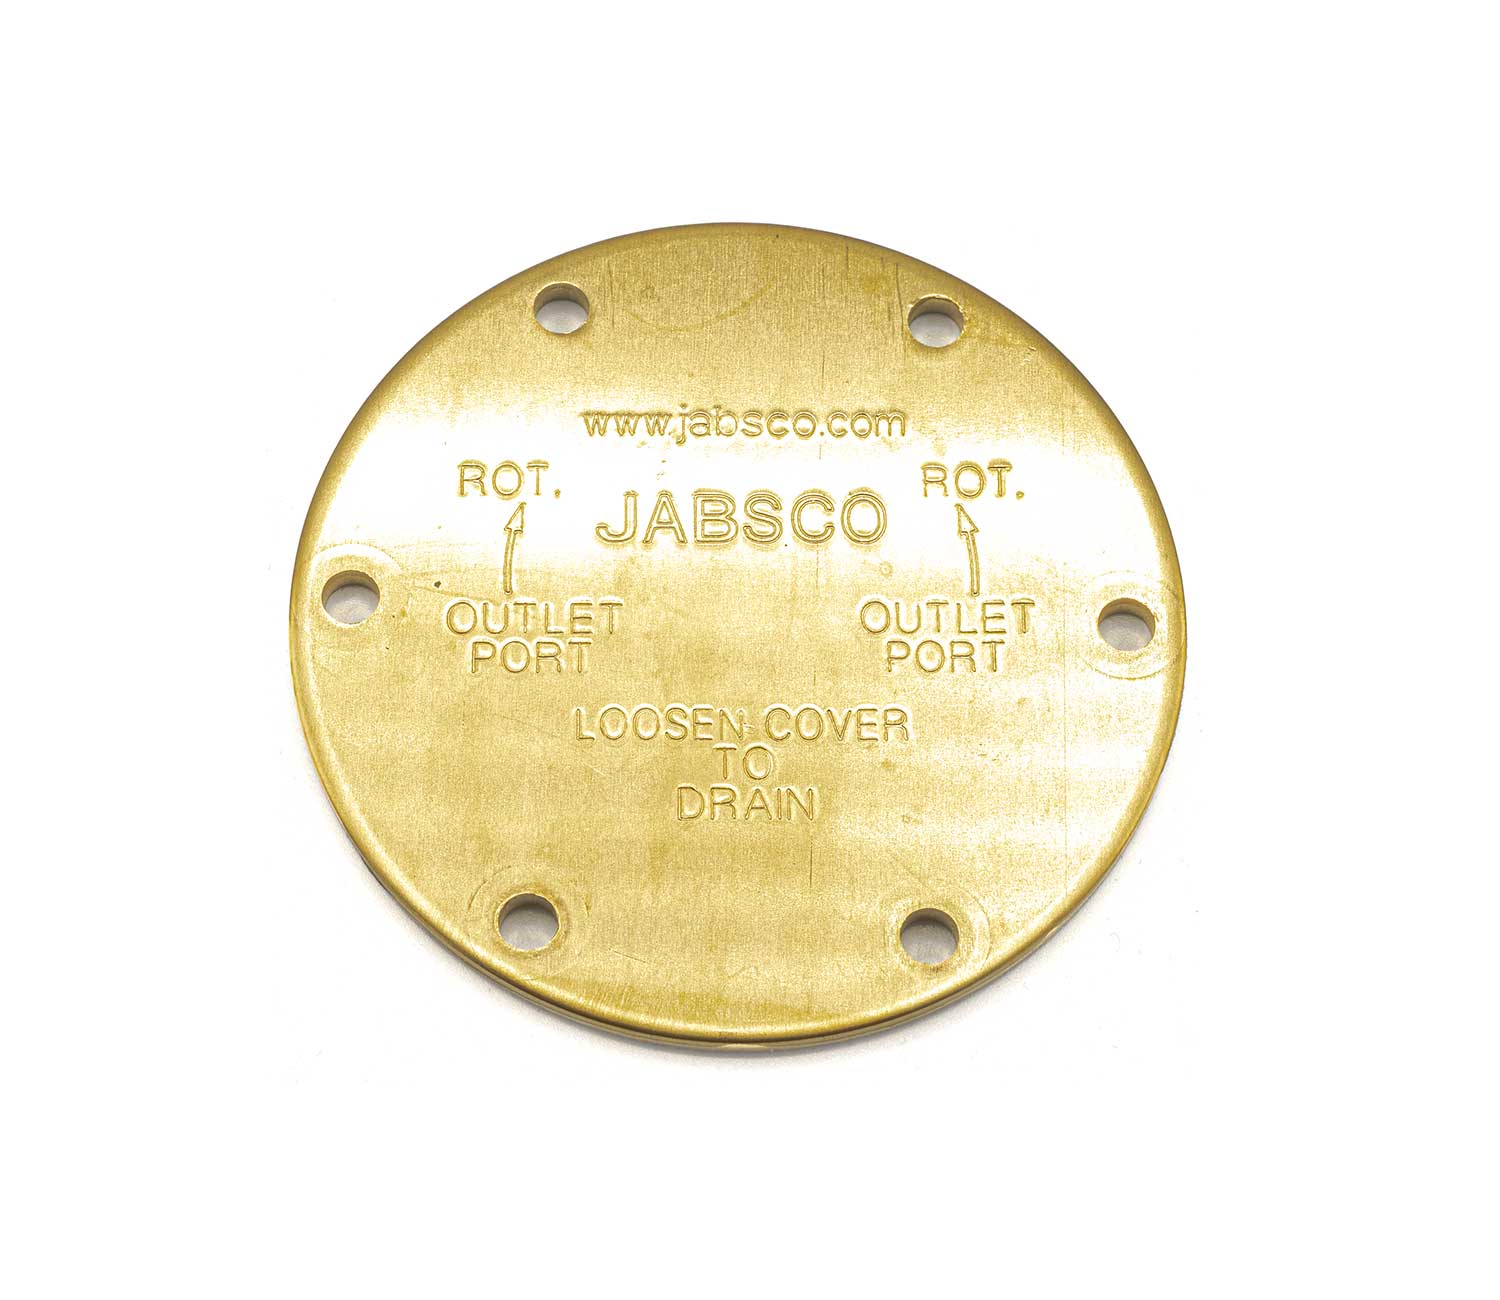 www.jabsco.com
ROT.
JABSCO
ROT.
OUTLET
PORT
OUTLET
PORT
LOOSEN COVER
TO
DRAIN